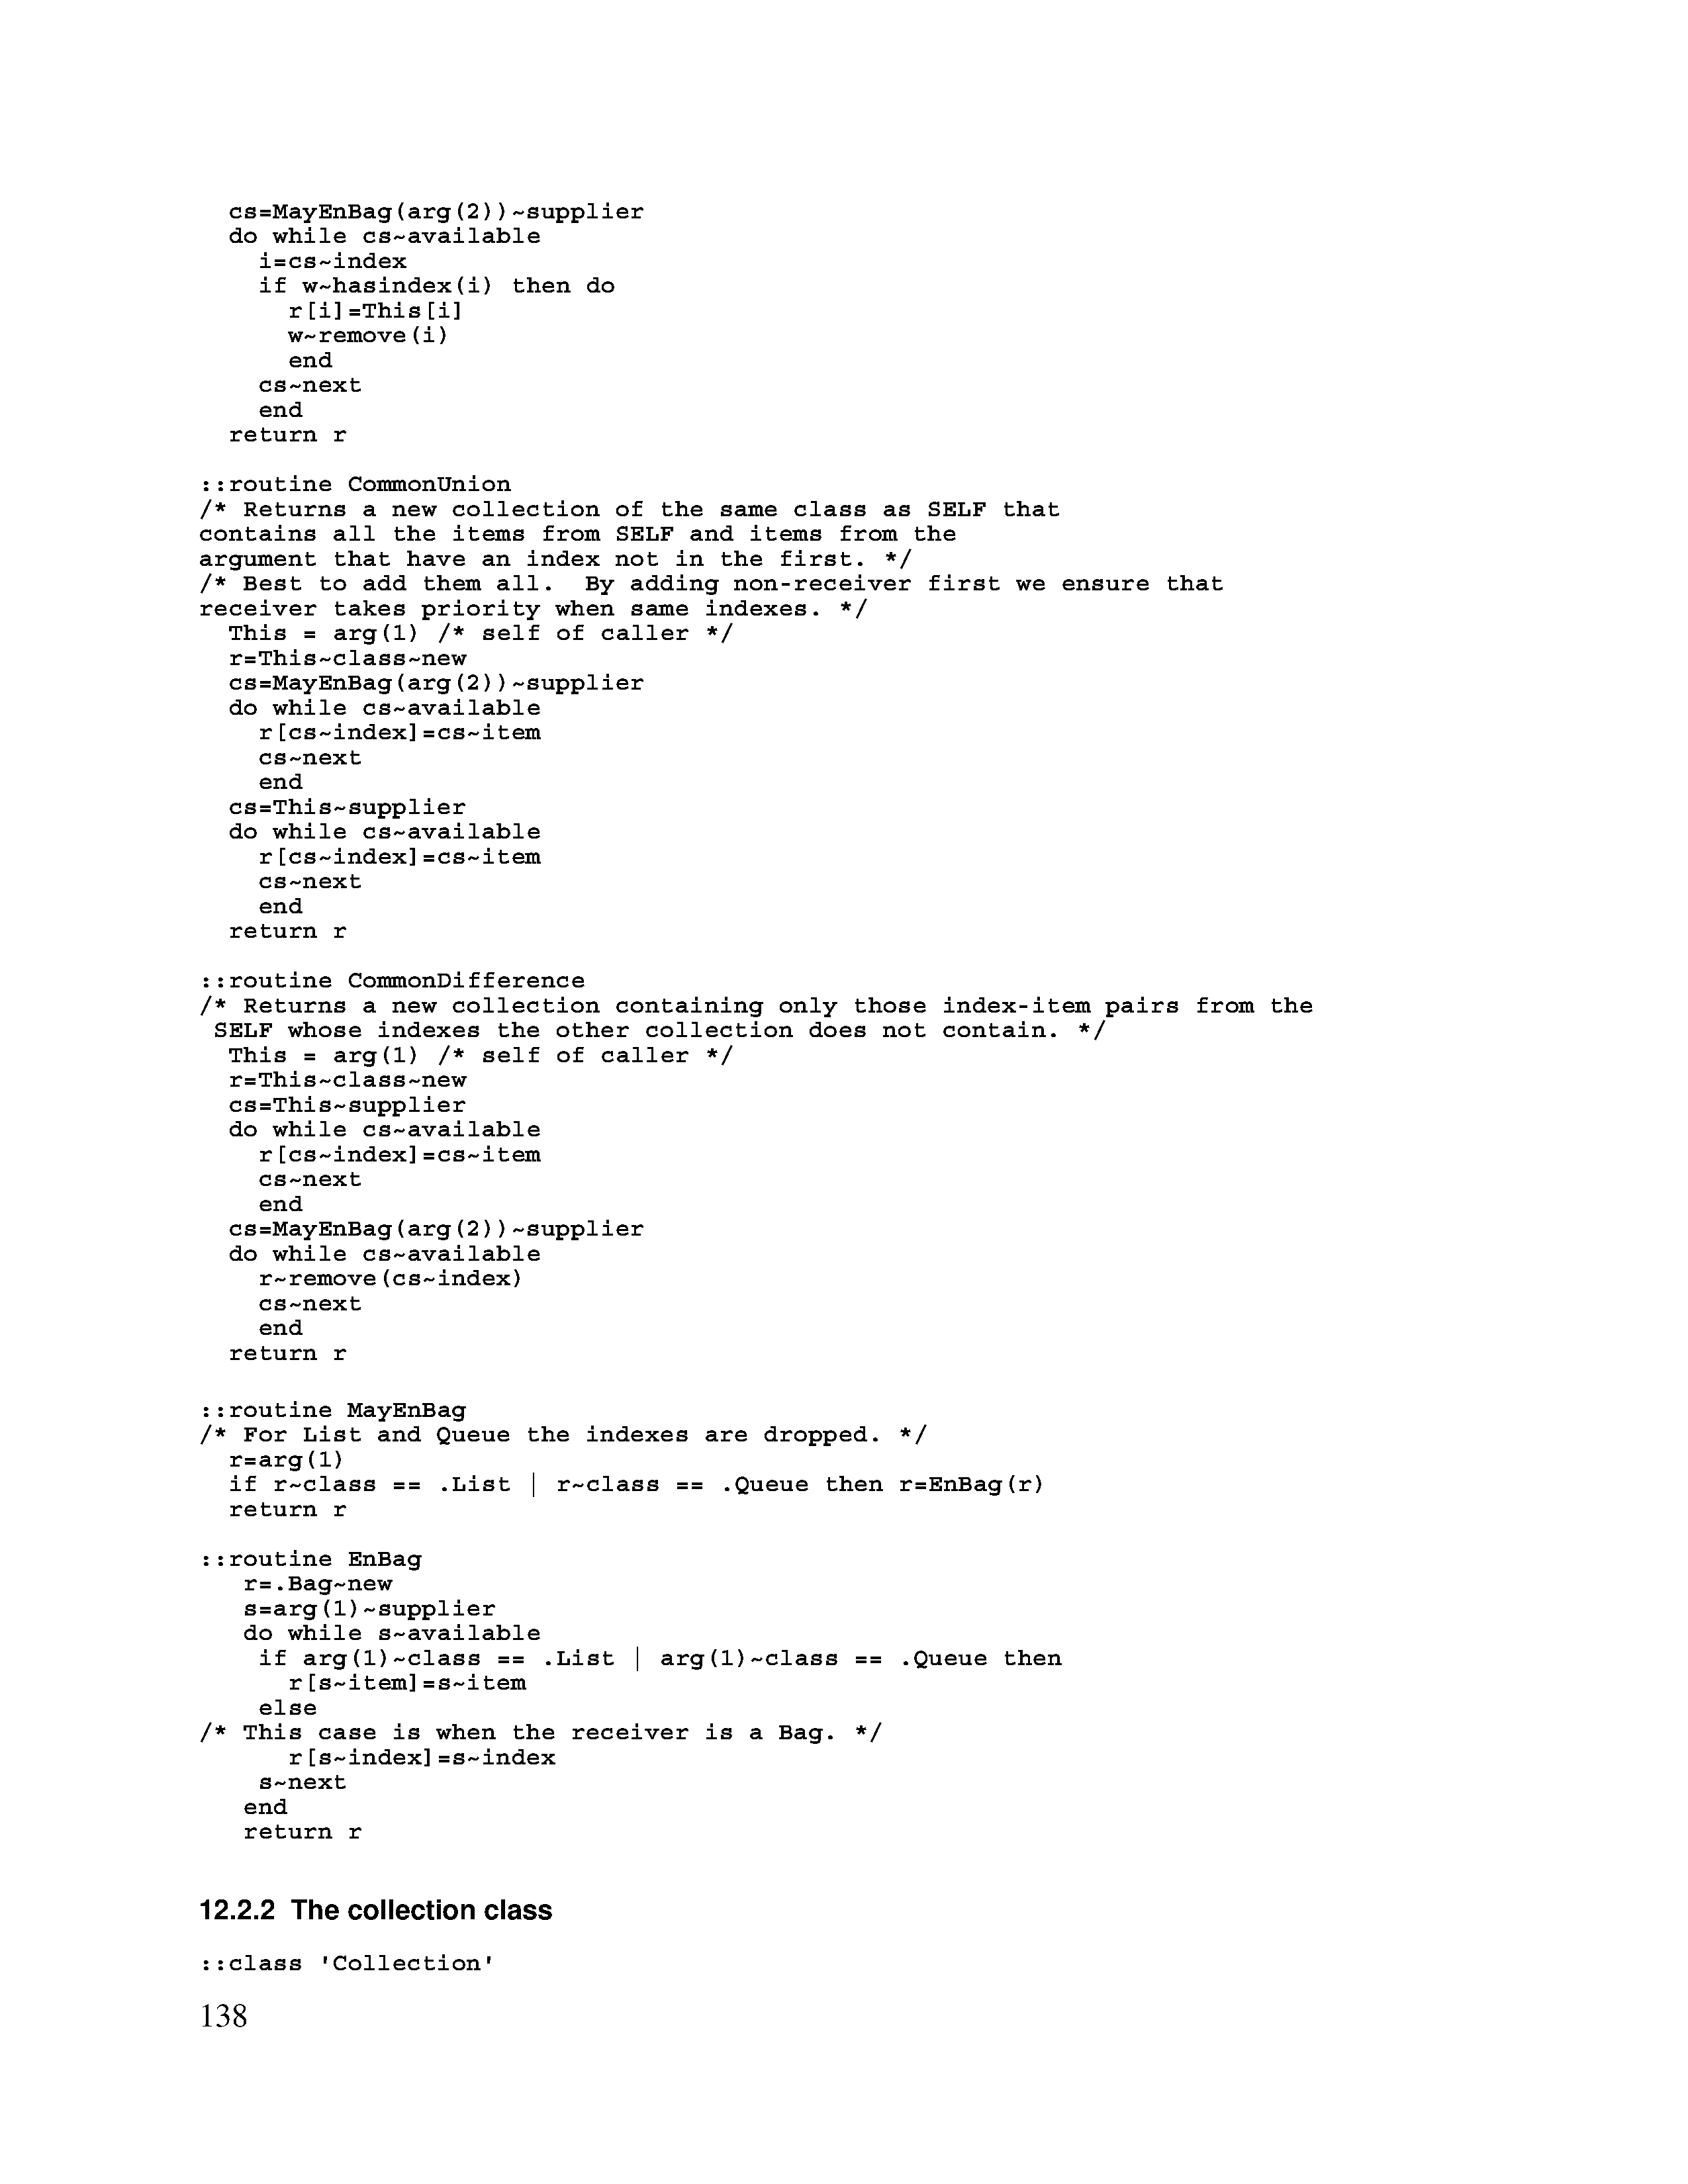 cs=MayEnBag(arg(2))~supplier
  do while cs~available
    i=cs~index
    if w~hasindex(i) then do
      r[i]=This[i]
      w~remove(i)
      end
    cs~next
    end
  return r

::routine CommonUnion
/* Returns a new collection of the same class as SELF that
contains all the items from SELF and items from the
argument that have an index not in the first. */
/* Best to add them all.  By adding non-receiver first we ensure that
receiver takes priority when same indexes. */
  This = arg(1) /* self of caller */
  r=This~class~new
  cs=MayEnBag(arg(2))~supplier
  do while cs~available
    r[cs~index]=cs~item
    cs~next
    end
  cs=This~supplier
  do while cs~available
    r[cs~index]=cs~item
    cs~next
    end
  return r

::routine CommonDifference
/* Returns a new collection containing only those index-item pairs from the
 SELF whose indexes the other collection does not contain. */
  This = arg(1) /* self of caller */
  r=This~class~new
  cs=This~supplier
  do while cs~available
    r[cs~index]=cs~item
    cs~next
    end
  cs=MayEnBag(arg(2))~supplier
  do while cs~available
    r~remove(cs~index)
    cs~next
    end
  return r

::routine MayEnBag
/* For List and Queue the indexes are dropped. */
  r=arg(1)
  if r~class == .List | r~class == .Queue then r=EnBag(r)
  return r

::routine EnBag
   r=.Bag~new
   s=arg(1)~supplier
   do while s~available
    if arg(1)~class == .List | arg(1)~class == .Queue then
      r[s~item]=s~item
    else
/* This case is when the receiver is a Bag. */
      r[s~index]=s~index
    s~next
   end
   return r

12.2.2 The collection class

::class 'Collection'
138